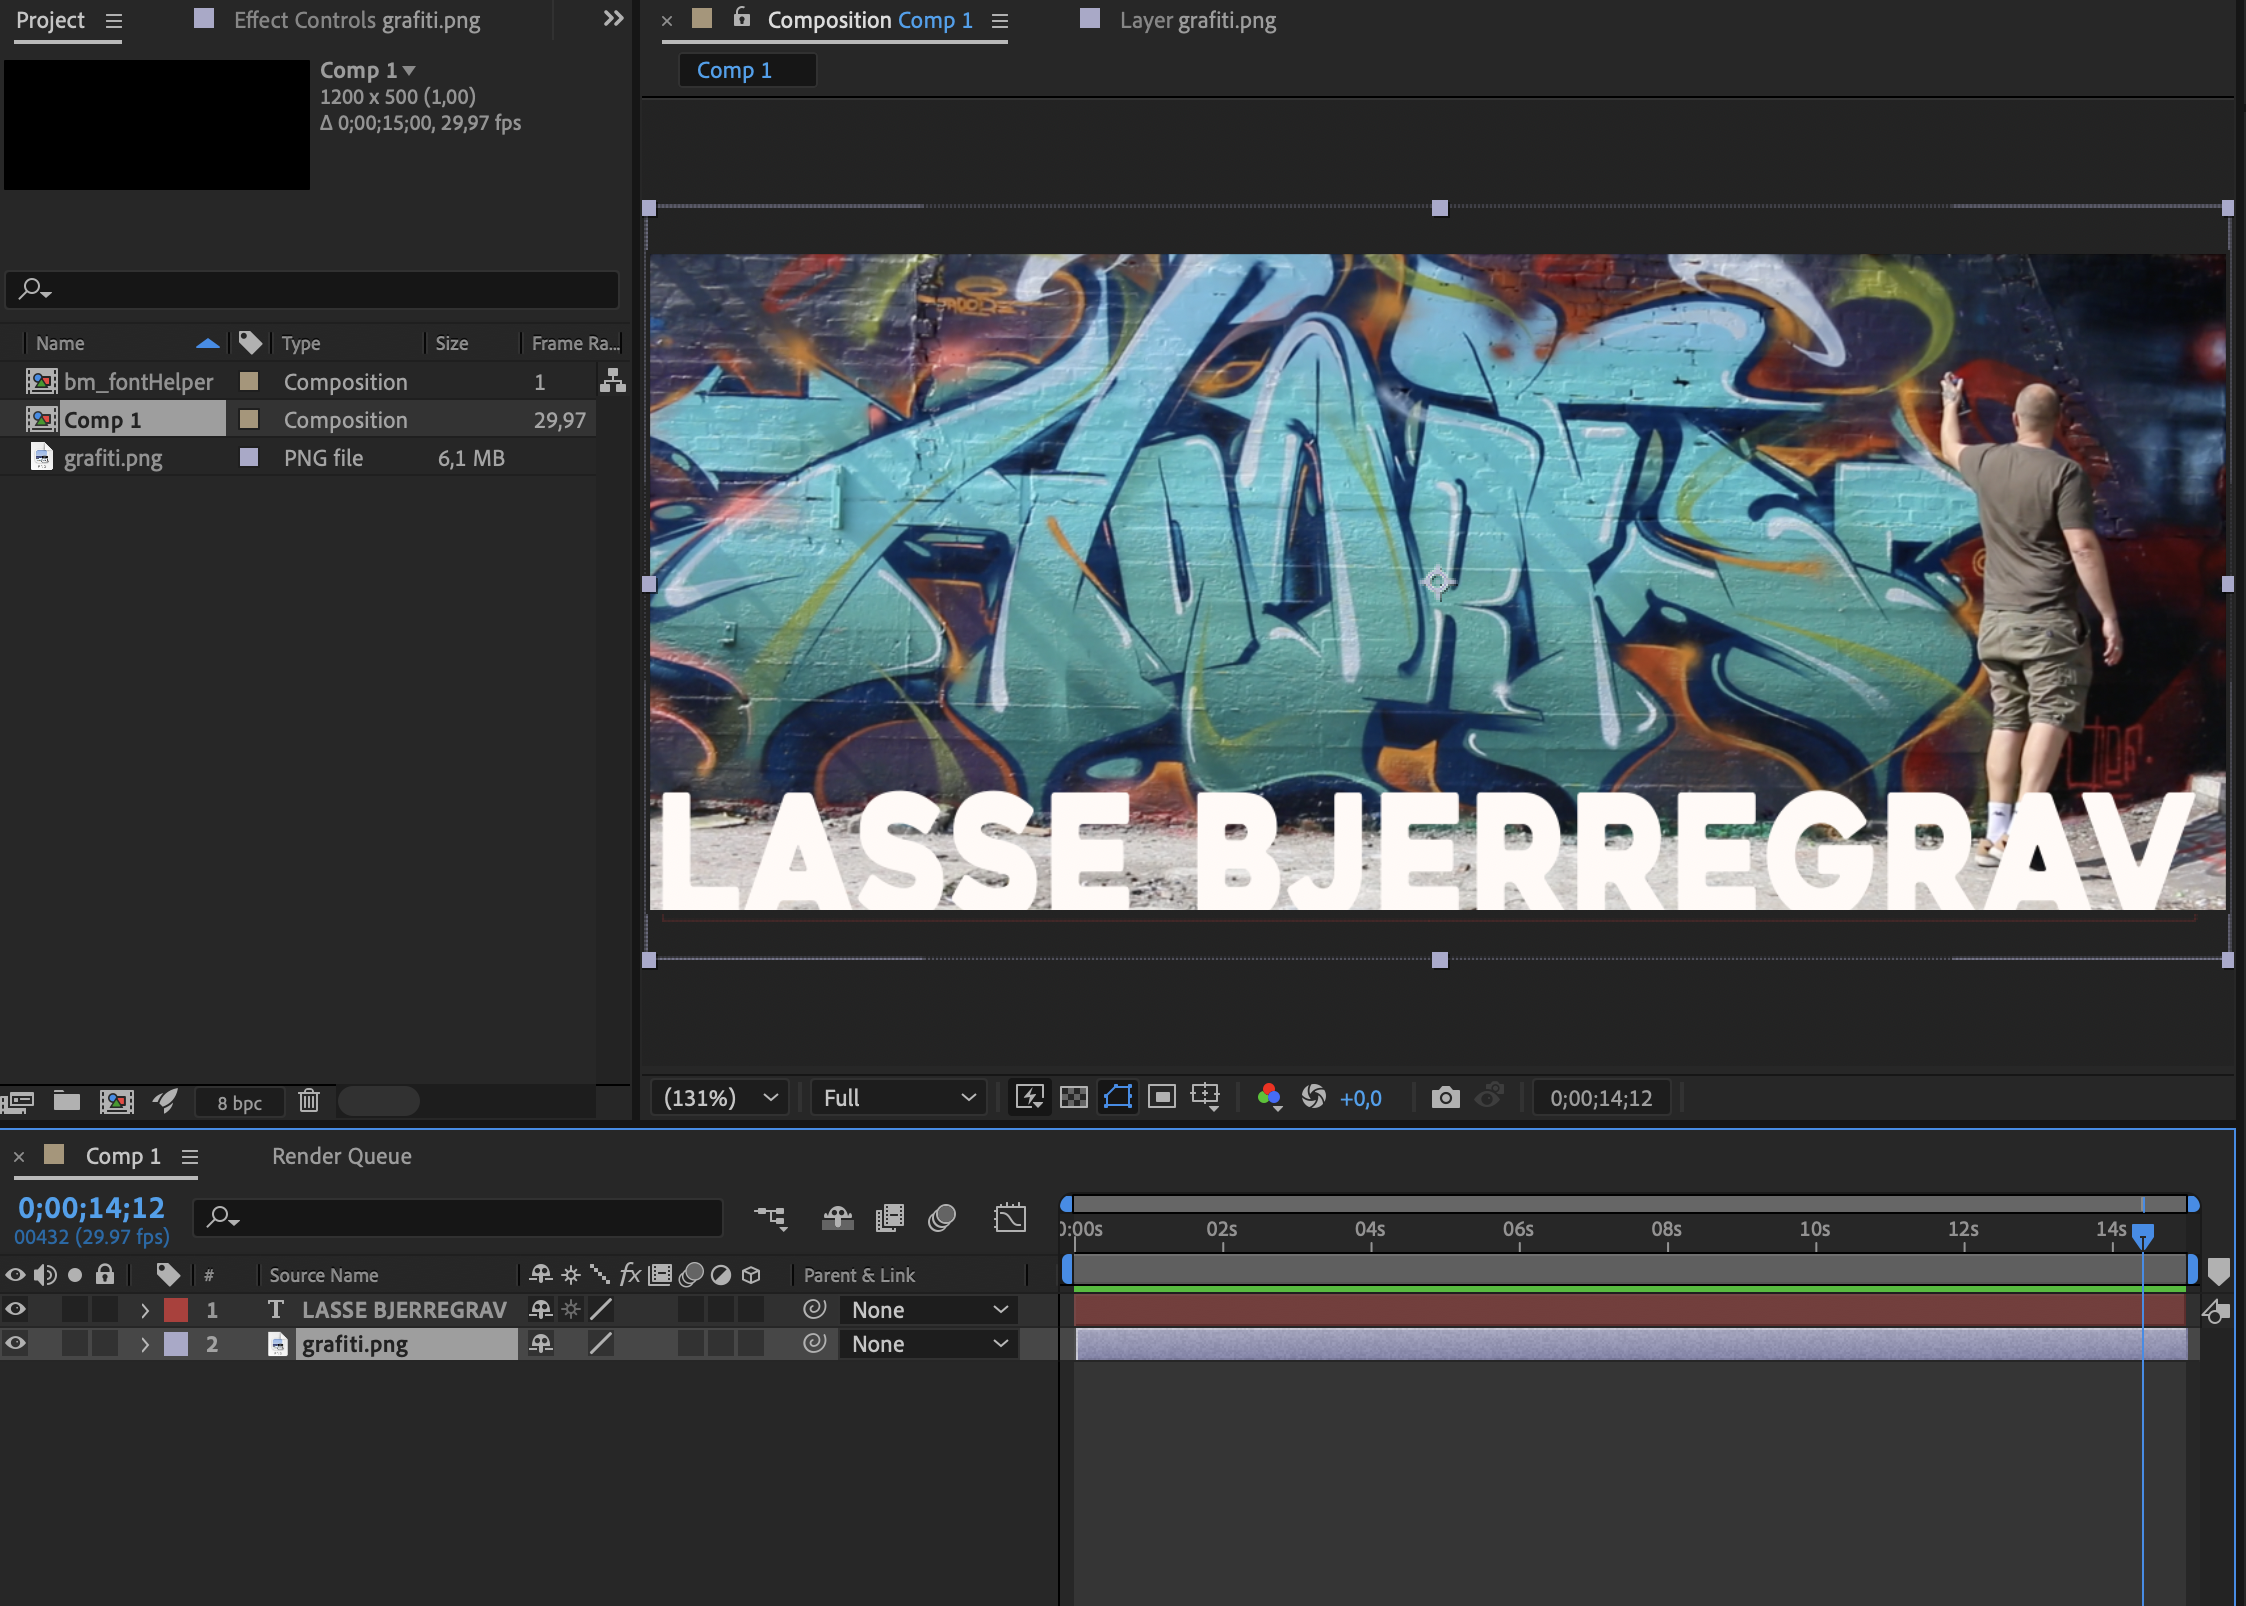 Project
Effect Controls grafiti.png
Composition Comp 1
Layer grafiti.png
Comp 1
Comp 1
1200 x 500 (1,00)
Δ 0;00;15;00, 29,97 fps
Name
Type
Size
Frame Ra...
bm_fontHelper
Composition
1
Comp 1
Composition
29,97
grafiti.png
PNG file
6,1 MB
LASSE BJERREGRAV
8 bpc
(131%)
Full
+0,0
0;00;14;12
Comp 1
Render Queue
0;00;14;12
00432 (29.97 fps)
0:00s
02s
04s
06s
08s
10s
12s
14s
#
Source Name
fx
Parent & Link
1
T
LASSE BJERREGRAV
None
2
grafiti.png
None